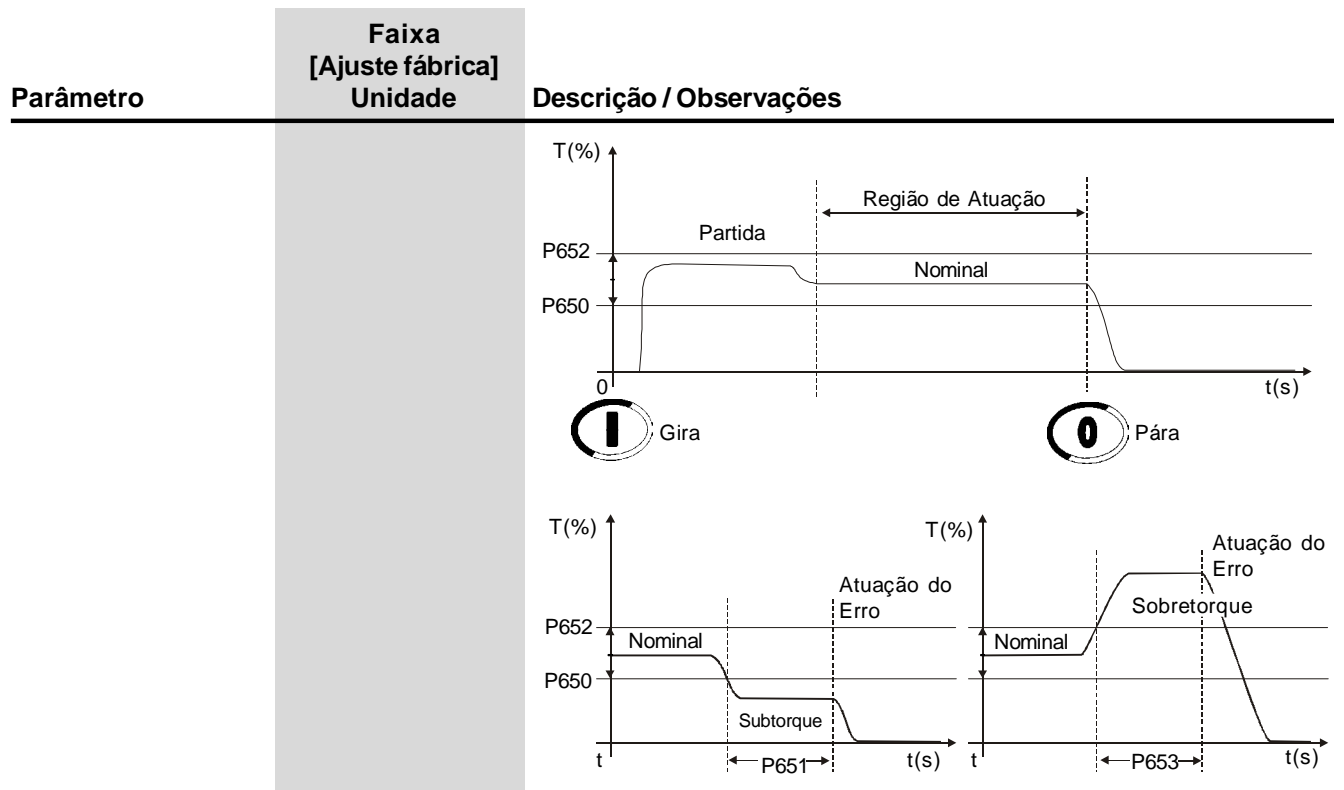 Faixa
[Ajuste fábrica]
Parâmetro Unidade Descrição / Observações
T(%)
Região de Atuação
Partida
P652
Nominal
P650
0
t(s)
I Gira
0 Pára
T(%)
Atuação do
Erro
P652
Nominal
P650
Subtorque
t
P651
t(s)
T(%)
Atuação do
Erro
Sobretorque
Nominal
t
P653
t(s)